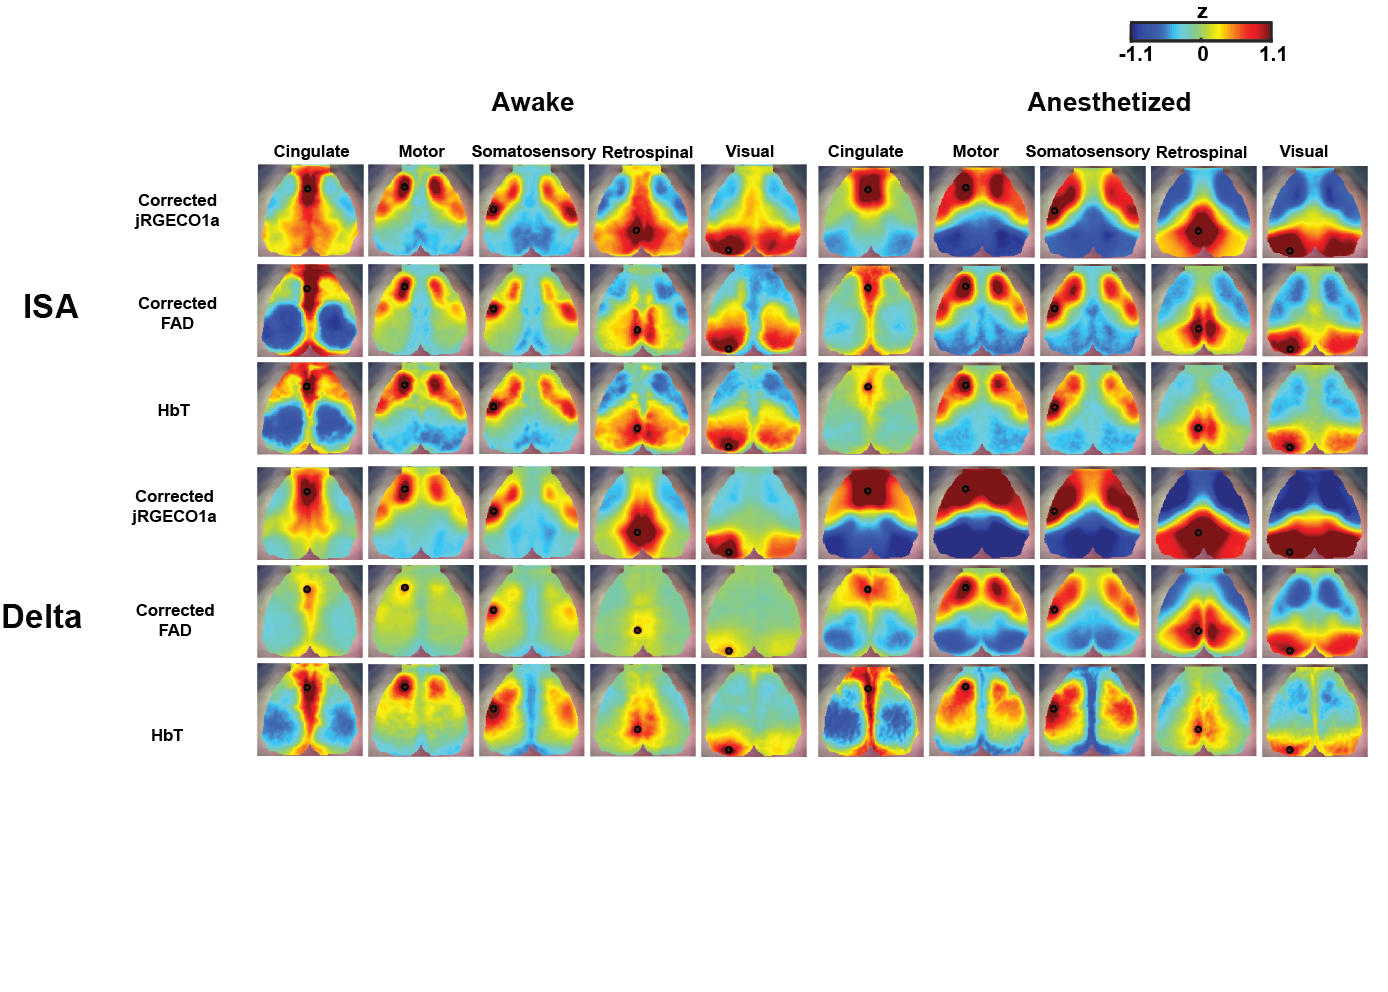 z
-1.1 0 1.1
Awake Anesthetized
Cingulate Motor Somatosensory Retrospinal Visual Cingulate Motor Somatosensory Retrospinal Visual
Corrected
jRGECO1a
ISA
Corrected
FAD
HbT
Corrected
jRGECO1a
Delta
Corrected
FAD
HbT